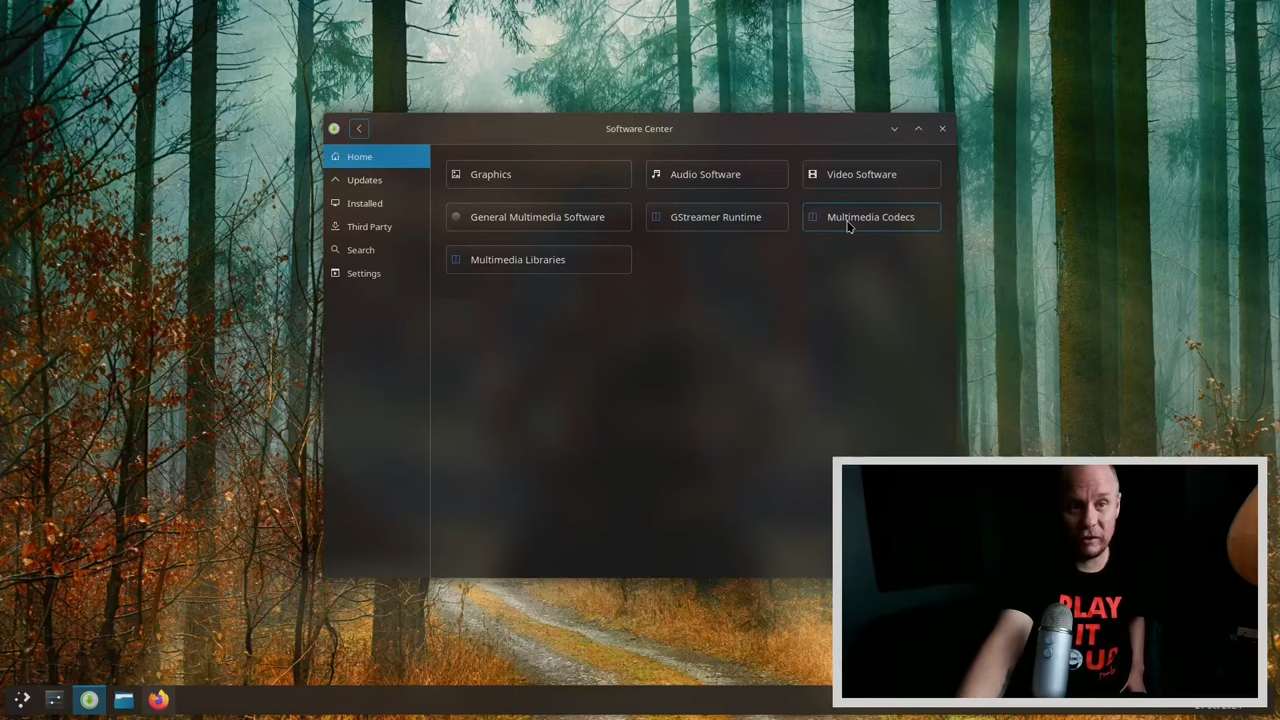 Software Center
Home
Updates
Installed
Third Party
Search
Settings
Graphics
Audio Software
Video Software
General Multimedia Software
GStreamer Runtime
Multimedia Codecs
Multimedia Libraries
PLAY
IT